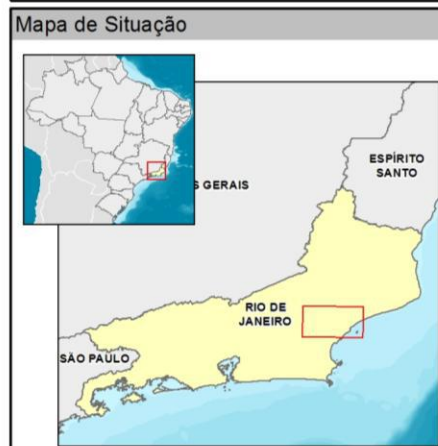 Mapa de Situação
ESPÍRITO
SANTO
S GERAIS
RIO DE
JANEIRO
SÃO PAULO